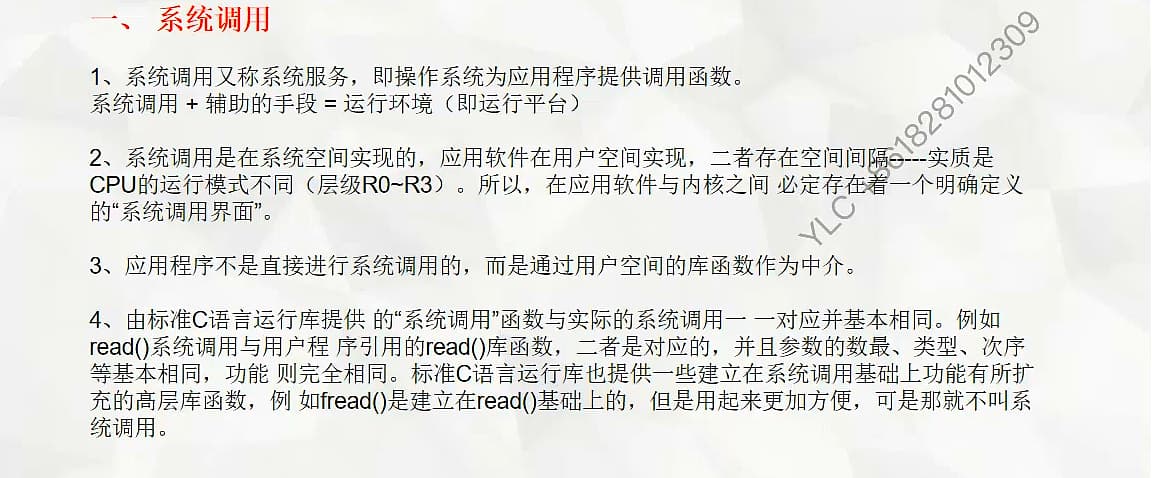 一、 系统调用
1、系统调用又称系统服务，即操作系统为应用程序提供调用函数。
系统调用 + 辅助的手段 = 运行环境（即运行平台）
2、系统调用是在系统空间实现的，应用软件在用户空间实现，二者存在空间间隔-----实质是
CPU的运行模式不同（层级R0~R3）。所以，在应用软件与内核之间 必定存在着一个明确定义
的“系统调用界面”。
3、应用程序不是直接进行系统调用的，而是通过用户空间的库函数作为中介。
4、由标准C语言运行库提供 的“系统调用”函数与实际的系统调用一 一对应并基本相同。例如
read()系统调用与用户程 序引用的read()库函数，二者是对应的，并且参数的数最、类型、次序
等基本相同，功能 则完全相同。标准C语言运行库也提供一些建立在系统调用基础上功能有所扩
充的高层库函数，例 如fread()是建立在read()基础上的，但是用起来更加方便，可是那就不叫系
统调用。
YLC